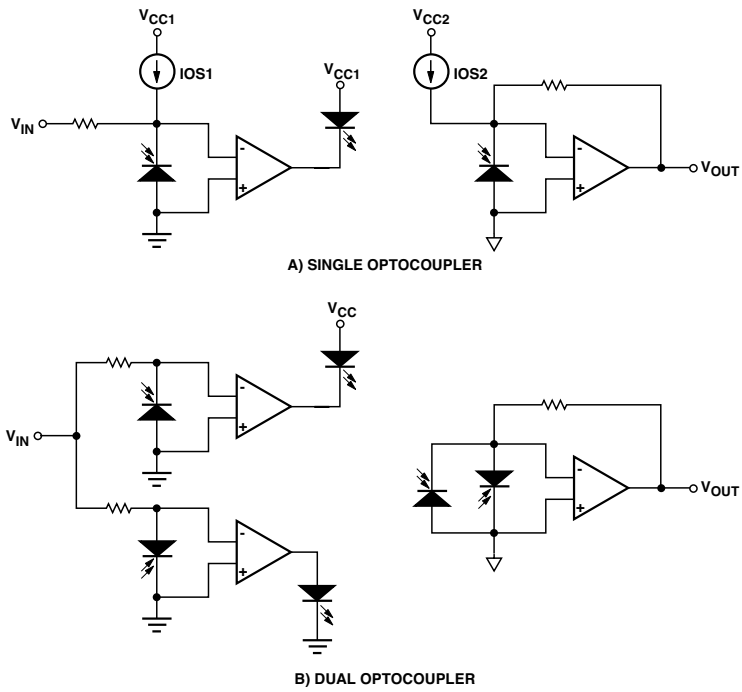 VCC1
VCC2
IOS1
VCC1
IOS2
VIN
-
+
-
+
VOUT
A) SINGLE OPTOCOUPLER
VCC
-
+
VIN
-
+
VOUT
-
+
B) DUAL OPTOCOUPLER